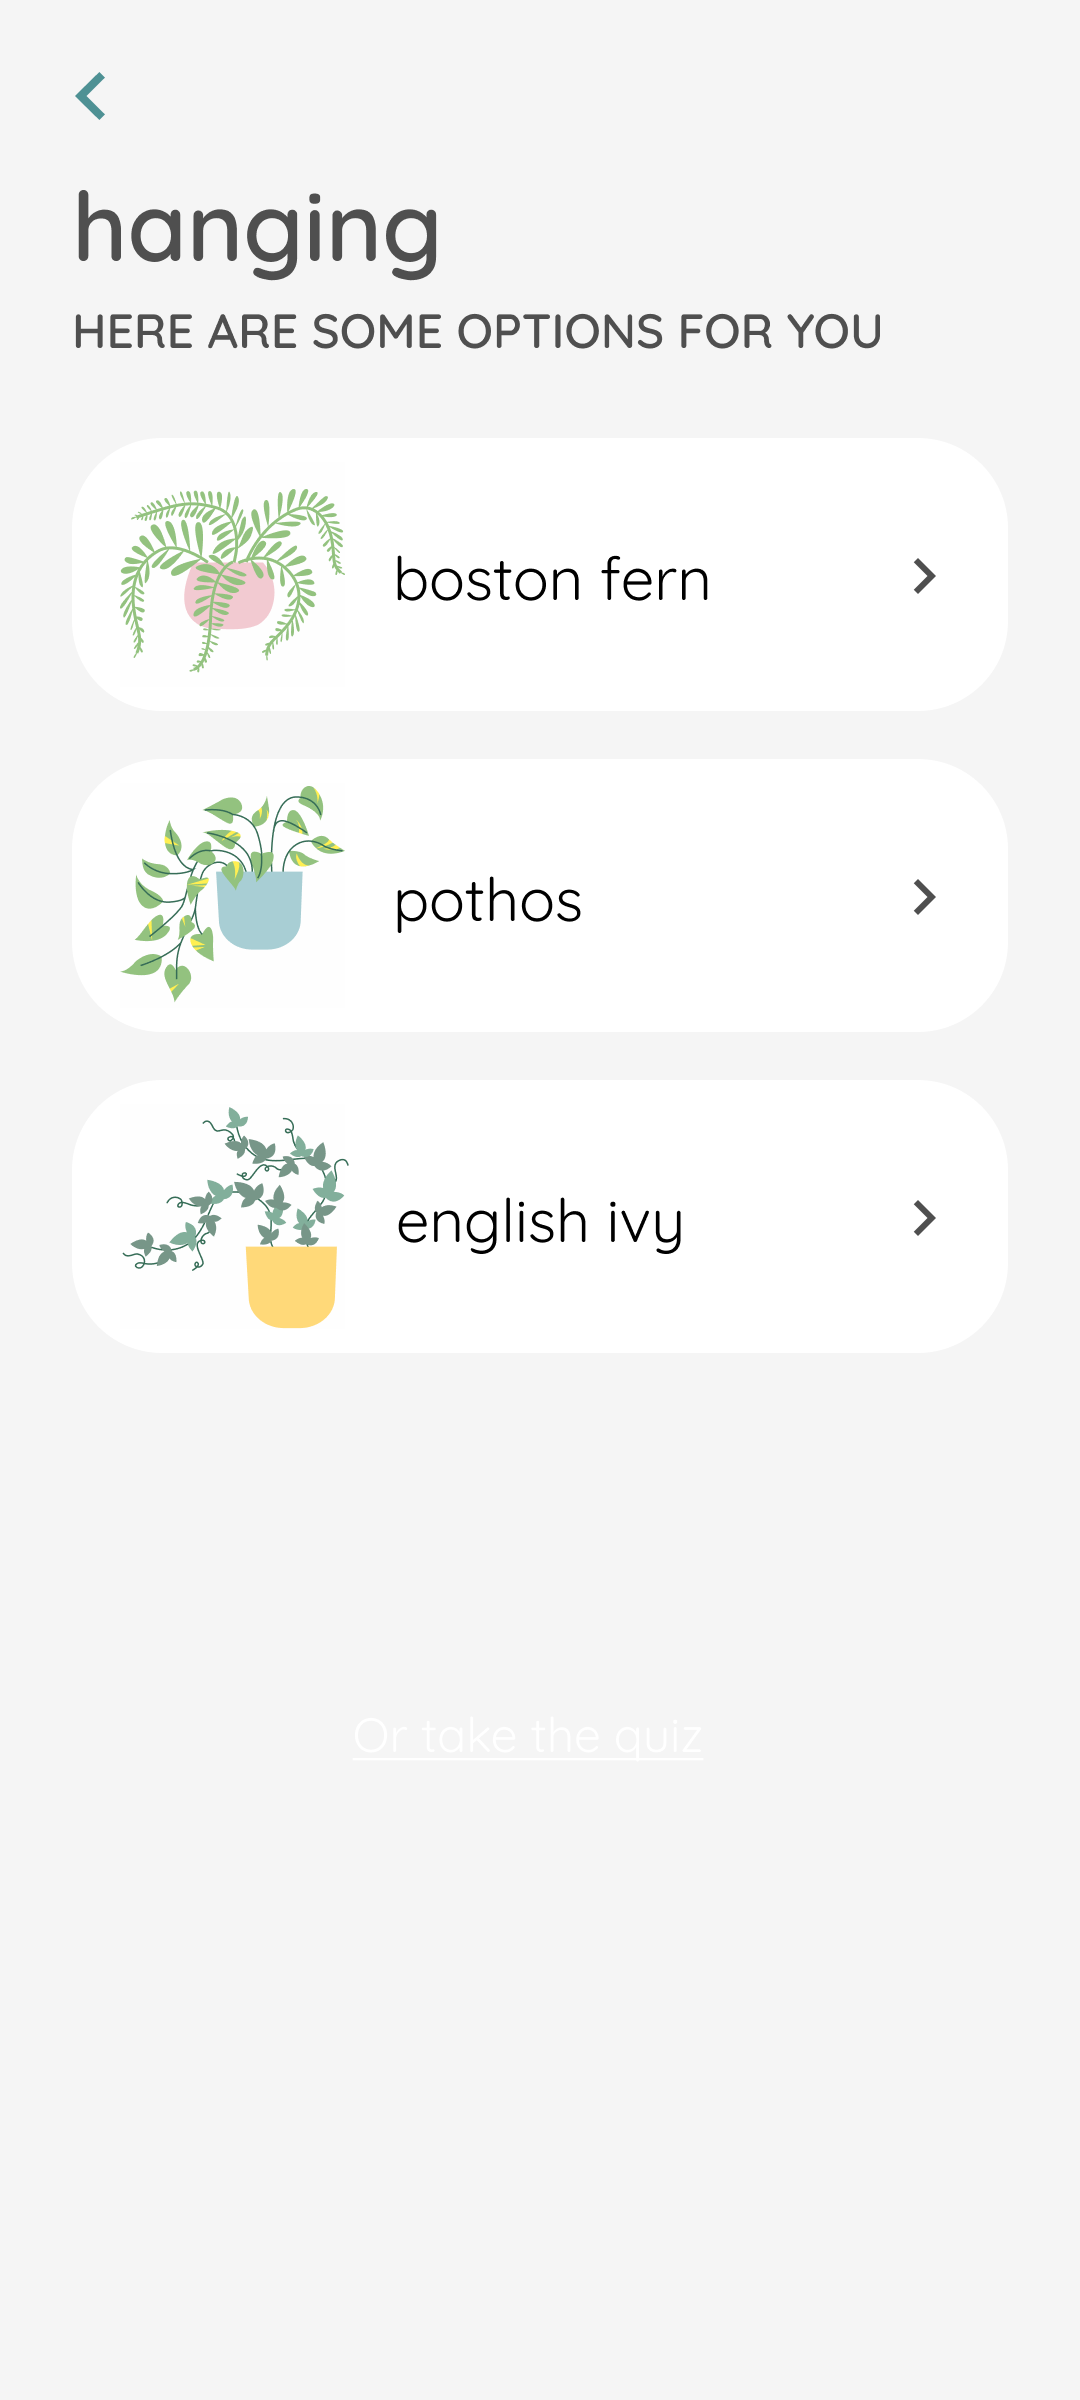 hanging
HERE ARE SOME OPTIONS FOR YOU
boston fern
pothos
english ivy
Or take the quiz